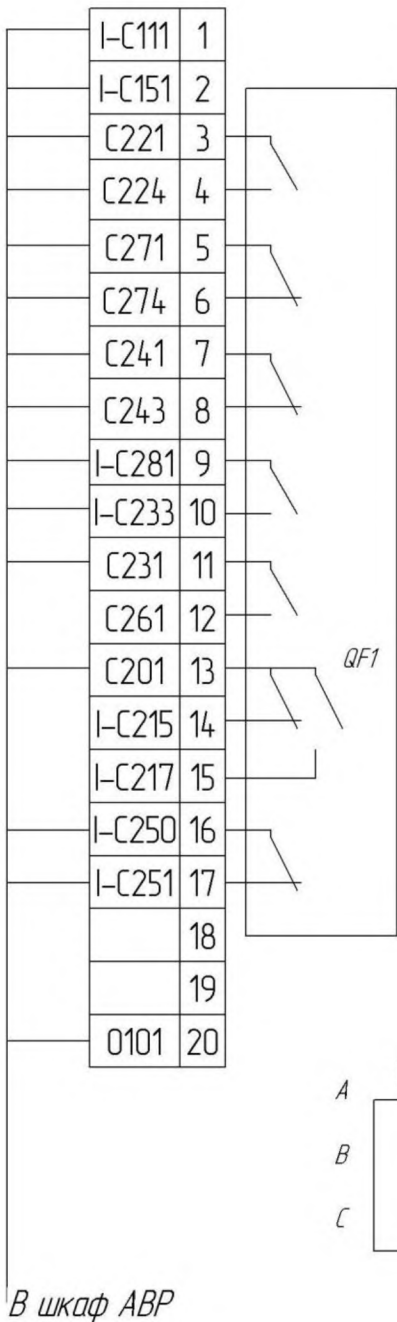 I-C111 1
I-C151 2
C221 3
C224 4
C271 5
C274 6
C241 7
C243 8
I-C281 9
I-C233 10
C231 11
C261 12
C201 13
QF1
I-C215 14
I-C217 15
I-C250 16
I-C251 17
18
19
0101 20
A
B
C
В шкаф АВР